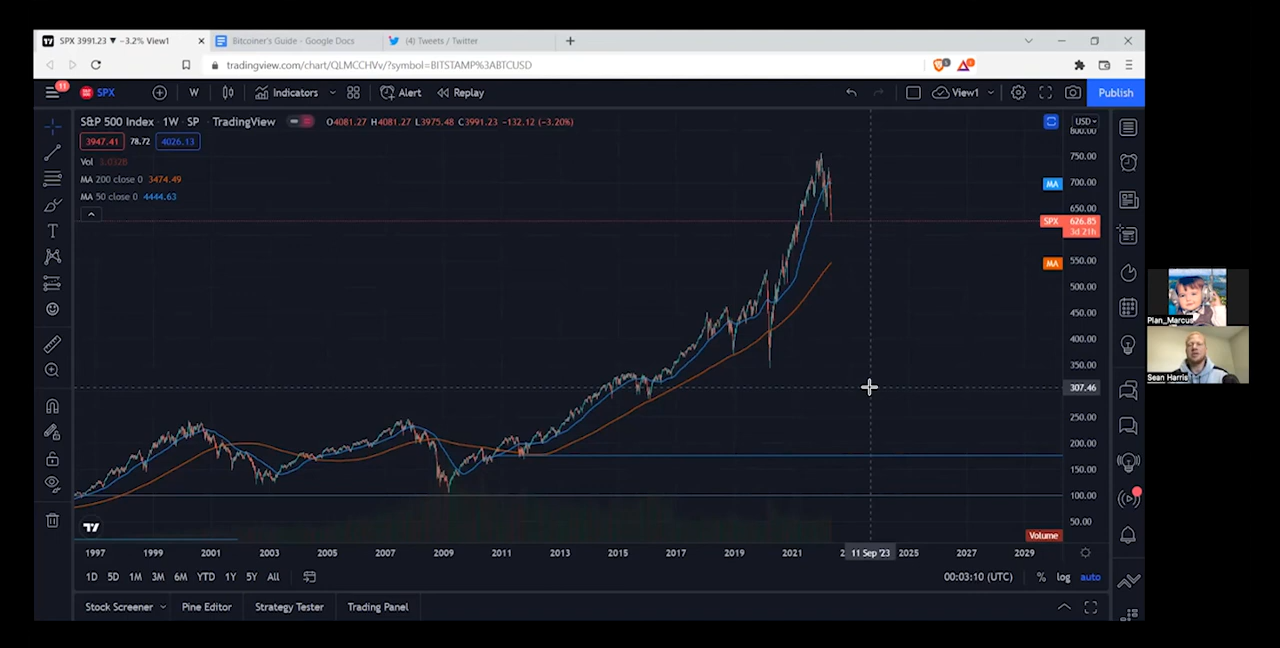 SPX 3991.23 ▼ −3.2% View1
Bitcoiner's Guide - Google Docs
(4) Tweets / Twitter
tradingview.com/chart/QLMCCHVv/?symbol=BITSTAMP%3ABTCUSD
11
SPX
W
Indicators
Alert
Replay
View1
Publish
S&P 500 Index · 1W · SP · TradingView
O4081.27 H4081.27 L3975.48 C3991.23 −132.12 (−3.20%)
USD
3947.41 78.72 4026.13
Vol
MA 200 close 0 3474.49
MA 50 close 0 4444.63
800.00
750.00
MA
700.00
650.00
SPX 626.85
3d 21h
MA
550.00
500.00
450.00
400.00
350.00
307.46
250.00
200.00
150.00
100.00
50.00
Volume
1997 1999 2001 2003 2005 2007 2009 2011 2013 2015 2017 2019 2021 2 11 Sep '23 2025 2027 2029
1D 5D 1M 3M 6M YTD 1Y 5Y All
00:03:10 (UTC) % log auto
Stock Screener Pine Editor Strategy Tester Trading Panel
Plan_Marcus
Sean Harris